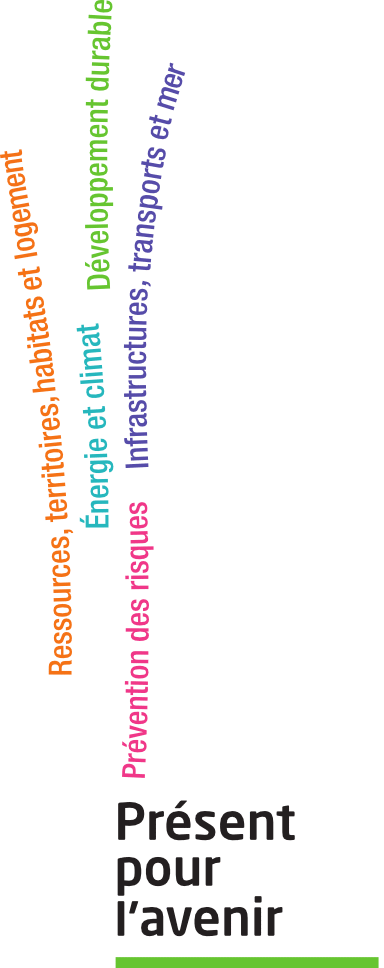 Ressources, territoires, habitats et logement
Énergie et climat
Développement durable
Prévention des risques
Infrastructures, transports et mer
Présent
pour
l'avenir